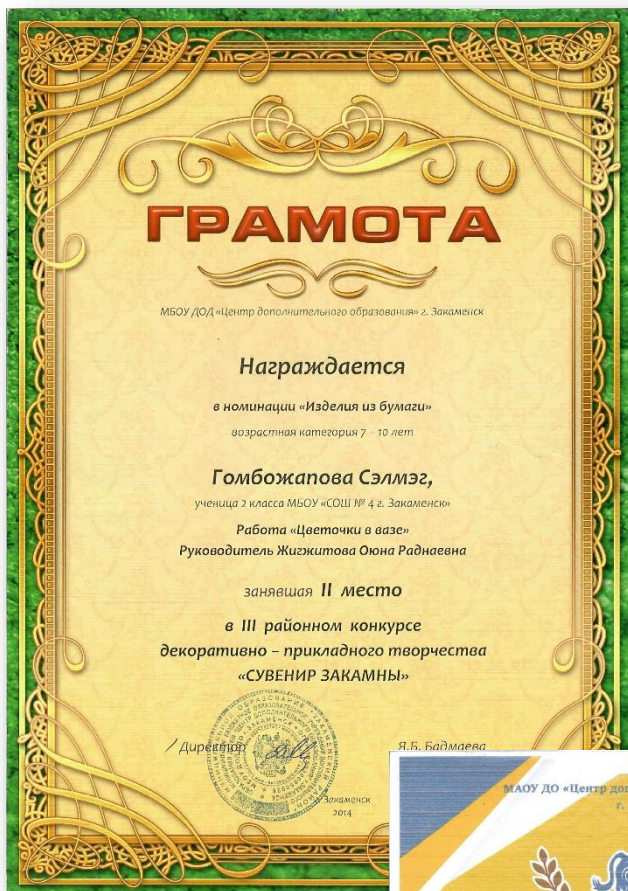 ГРАМОТА
МБОУ ДОД «Центр дополнительного образования» г. Закаменск
Награждается
в номинации «Изделия из бумаги»
возрастная категория 7 – 10 лет
Гомбожапова Сэлмэг,
ученица 2 класса МБОУ «СОШ № 4 г. Закаменск»
Работа «Цветочки в вазе»
Руководитель Жигжитова Оюна Раднаевна
занявшая II место
в III районном конкурсе
декоративно – прикладного творчества
«СУВЕНИР ЗАКАМНЫ»
Директор Я.Б. Бадмаева
Закаменск
2014
МАОУ ДО «Центр
г.